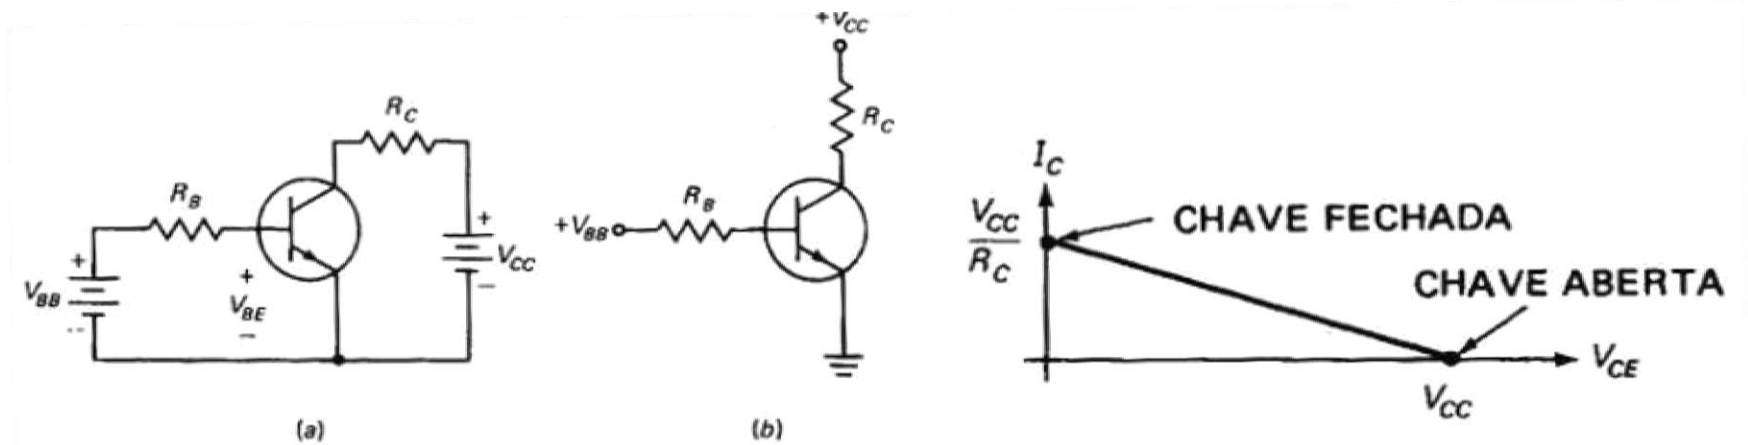 R_C
R_B
+
V_BB
--
+
V_BE
−
+
V_CC
−
(a)
+V_CC
R_C
R_B
+V_BB
(b)
I_C
V_CC
R_C
CHAVE FECHADA
CHAVE ABERTA
V_CE
V_CC